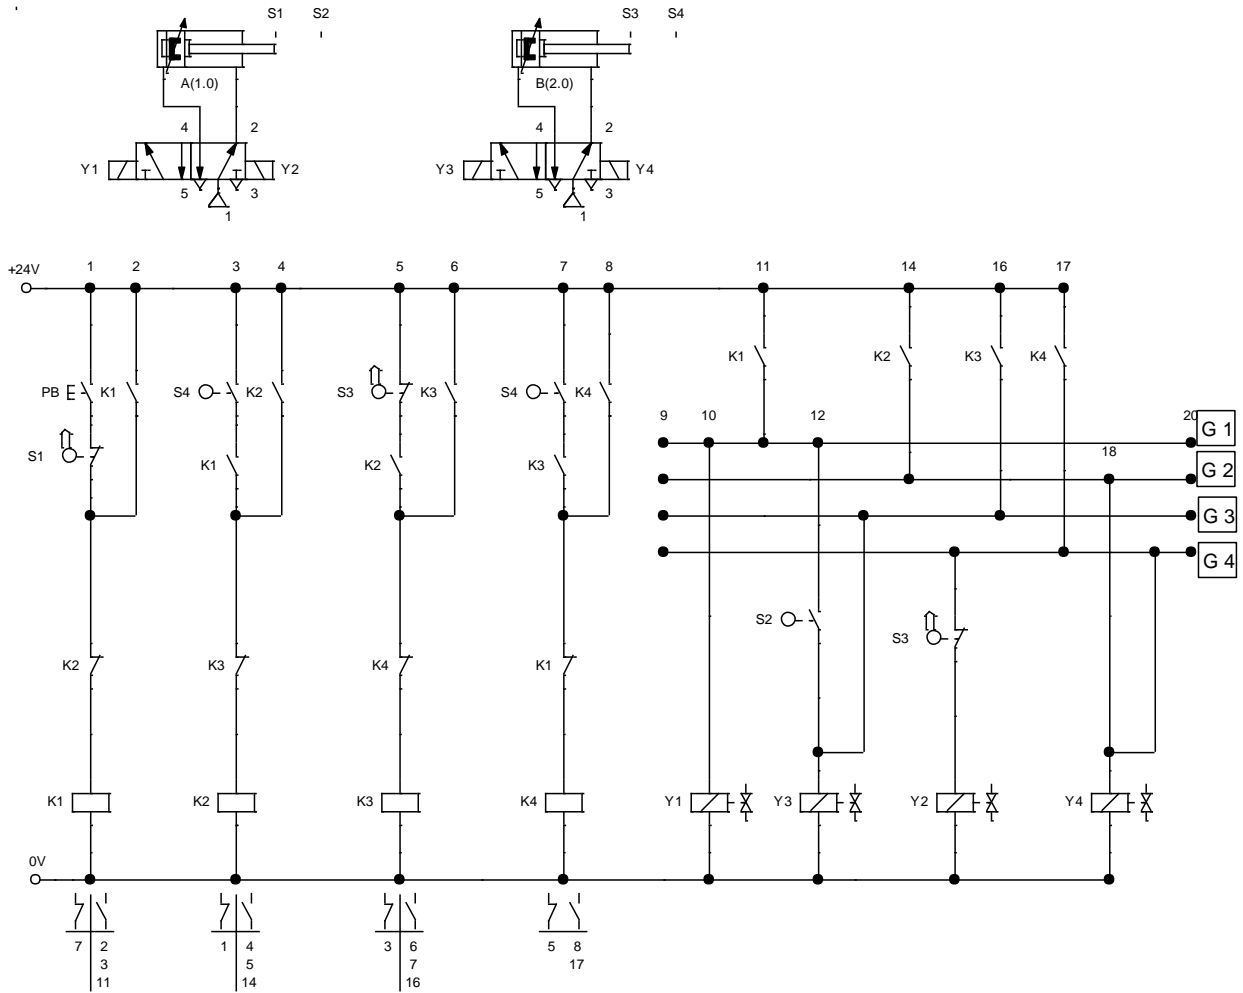 S1 S2 S3 S4
A(1.0) B(2.0)
4 2 4 2
Y1 Y2 Y3 Y4
5 3 5 3
1 1
+24V 1 2 3 4 5 6 7 8 11 14 16 17
K1 K2 K3 K4
PB K1 S4 K2 S3 K3 S4 K4
9 10 12 20 G 1
S1 K1 K2 K3 18 G 2
G 3
G 4
S2 S3
K2 K3 K4 K1
K1 K2 K3 K4 Y1 Y3 Y2 Y4
0V
7 2 1 4 3 6 5 8
3 5 7 17
11 14 16